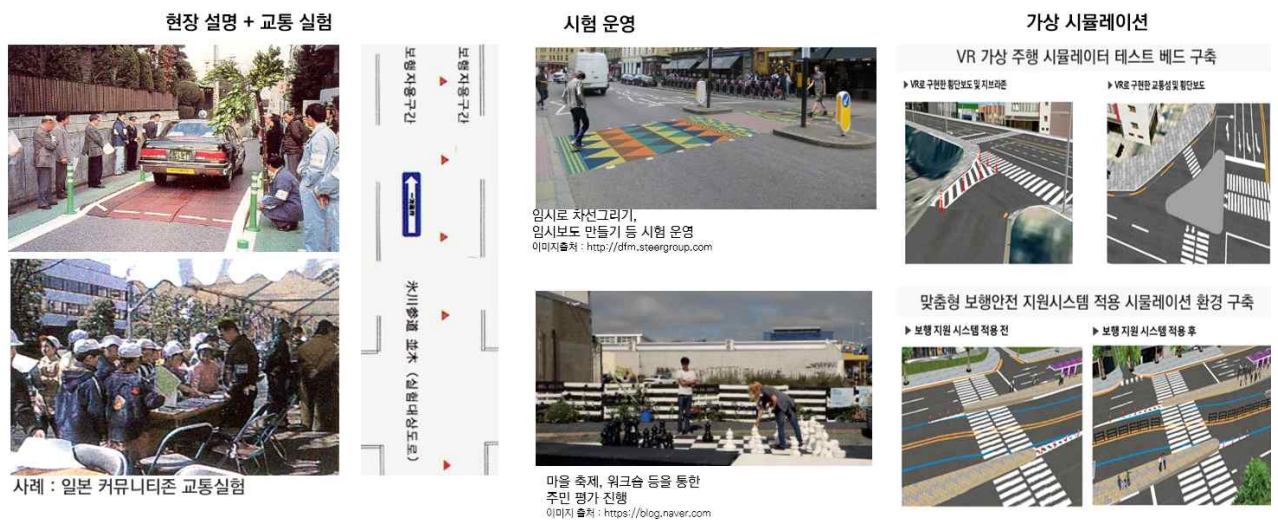 현장 설명 + 교통 실험
보행자용구간
보행자용구간
氷川參道 並木 (실험대상도로)
사례 : 일본 커뮤니티존 교통실험
시험 운영
임시로 차선그리기,
임시보도 만들기 등 시험 운영
이미지출처 : http://dfm.steergroup.com
마을 축제, 워크숍 등을 통한
주민 평가 진행
이미지 출처 : https://blog.naver.com
가상 시뮬레이션
VR 가상 주행 시뮬레이터 테스트 베드 구축
▶ VR로 구현한 횡단보도 및 지브라존
▶ VR로 구현한 교통섬 및 횡단보도
맞춤형 보행안전 지원시스템 적용 시물레이션 환경 구축
▶ 보행 지원 시스템 적용 전
▶ 보행 지원 시스템 적용 후